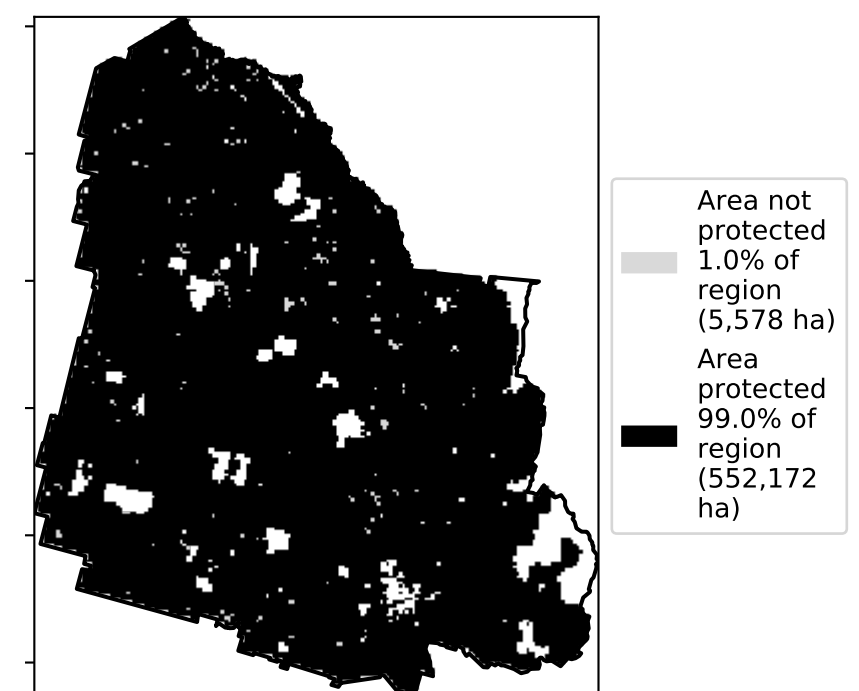 Area not
protected
1.0% of
region
(5,578 ha)
Area
protected
99.0% of
region
(552,172
ha)